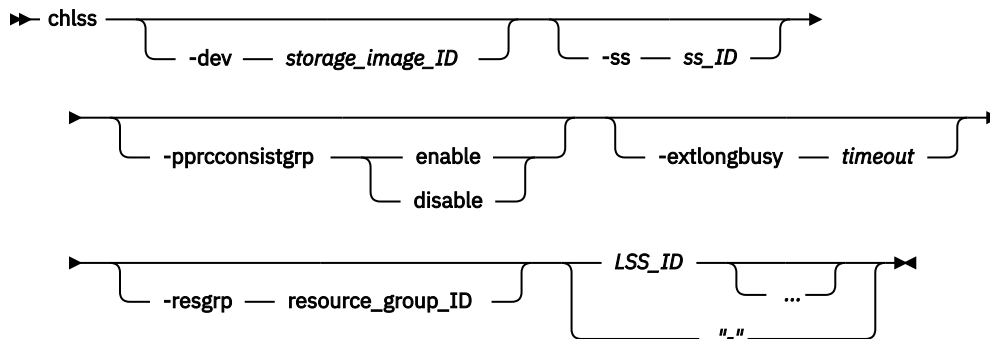 chlss
-dev storage_image_ID -ss ss_ID
-pprcconsistgrp enable -extlongbusy timeout
disable
LSS_ID
-resgrp resource_group_ID ...
"-"